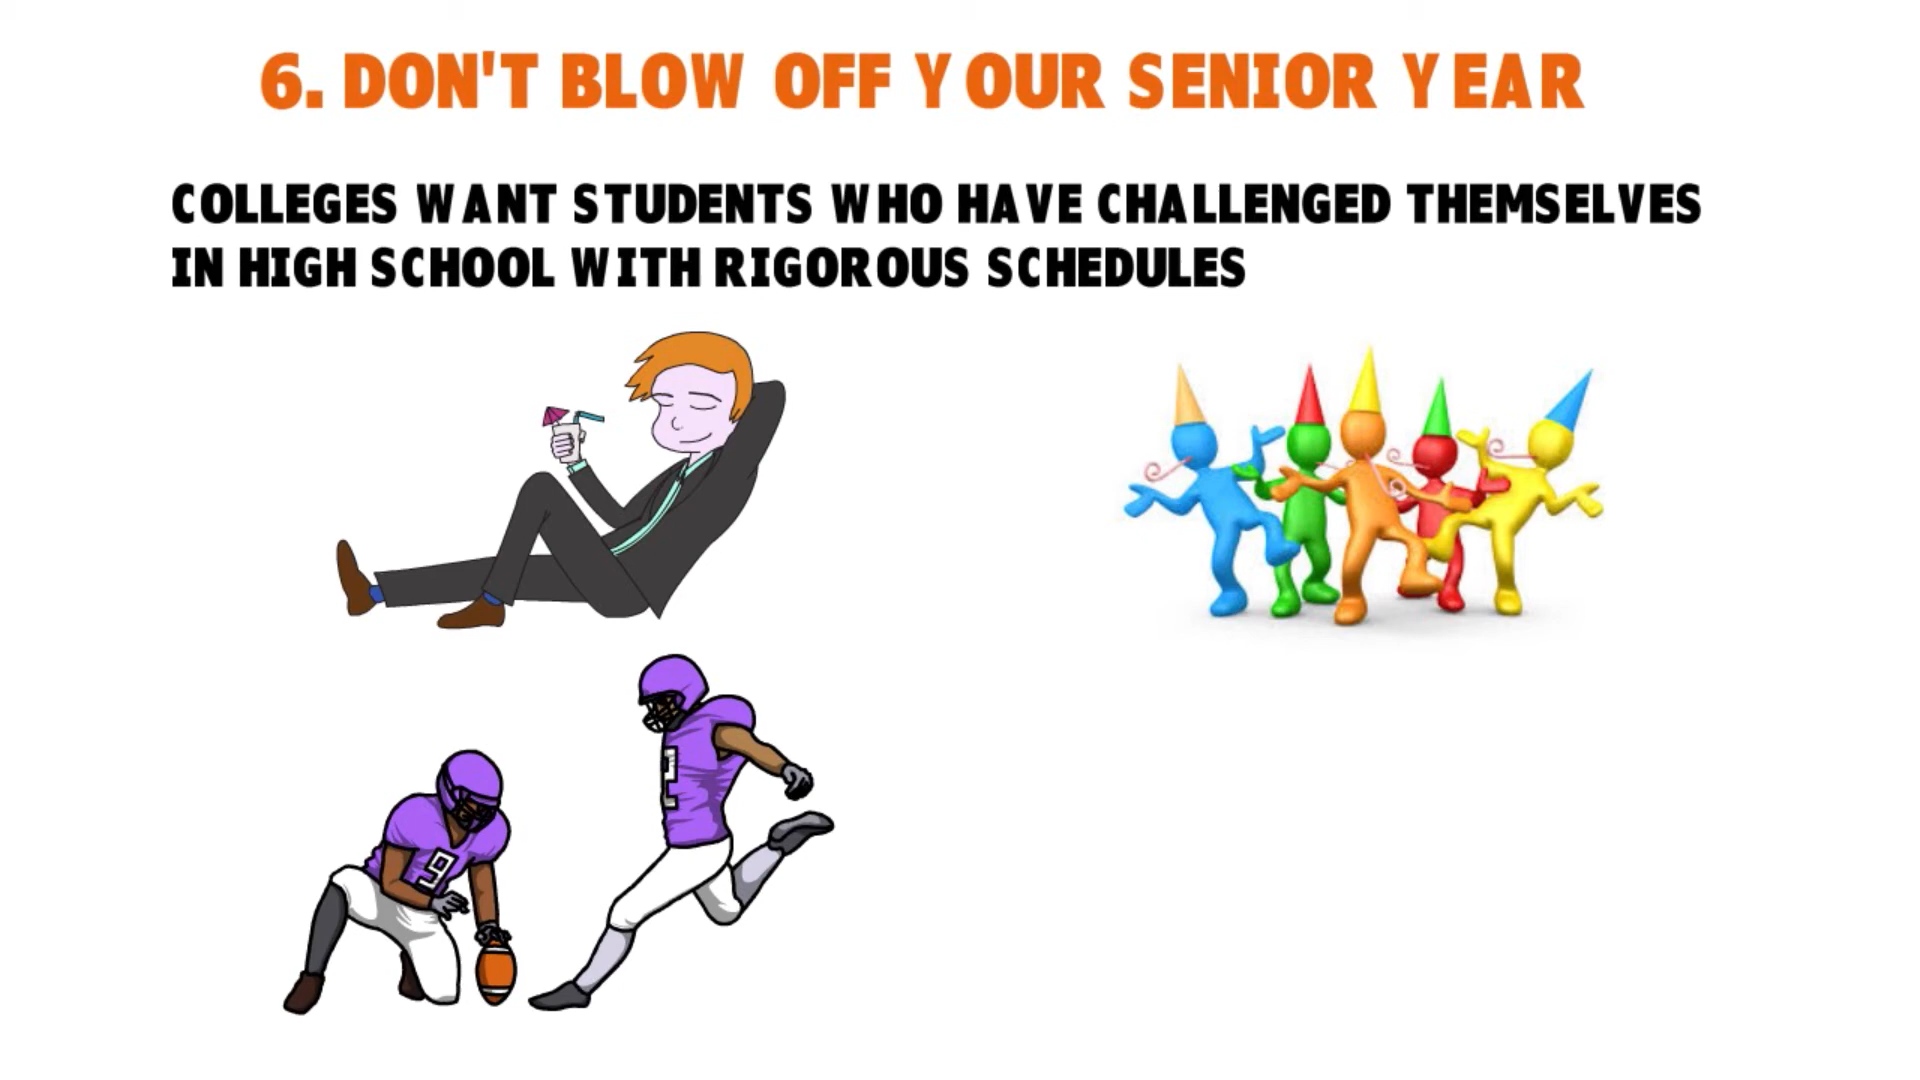 6. DON'T BLOW OFF YOUR SENIOR YEAR
COLLEGES WANT STUDENTS WHO HAVE CHALLENGED THEMSELVES
IN HIGH SCHOOL WITH RIGOROUS SCHEDULES
9